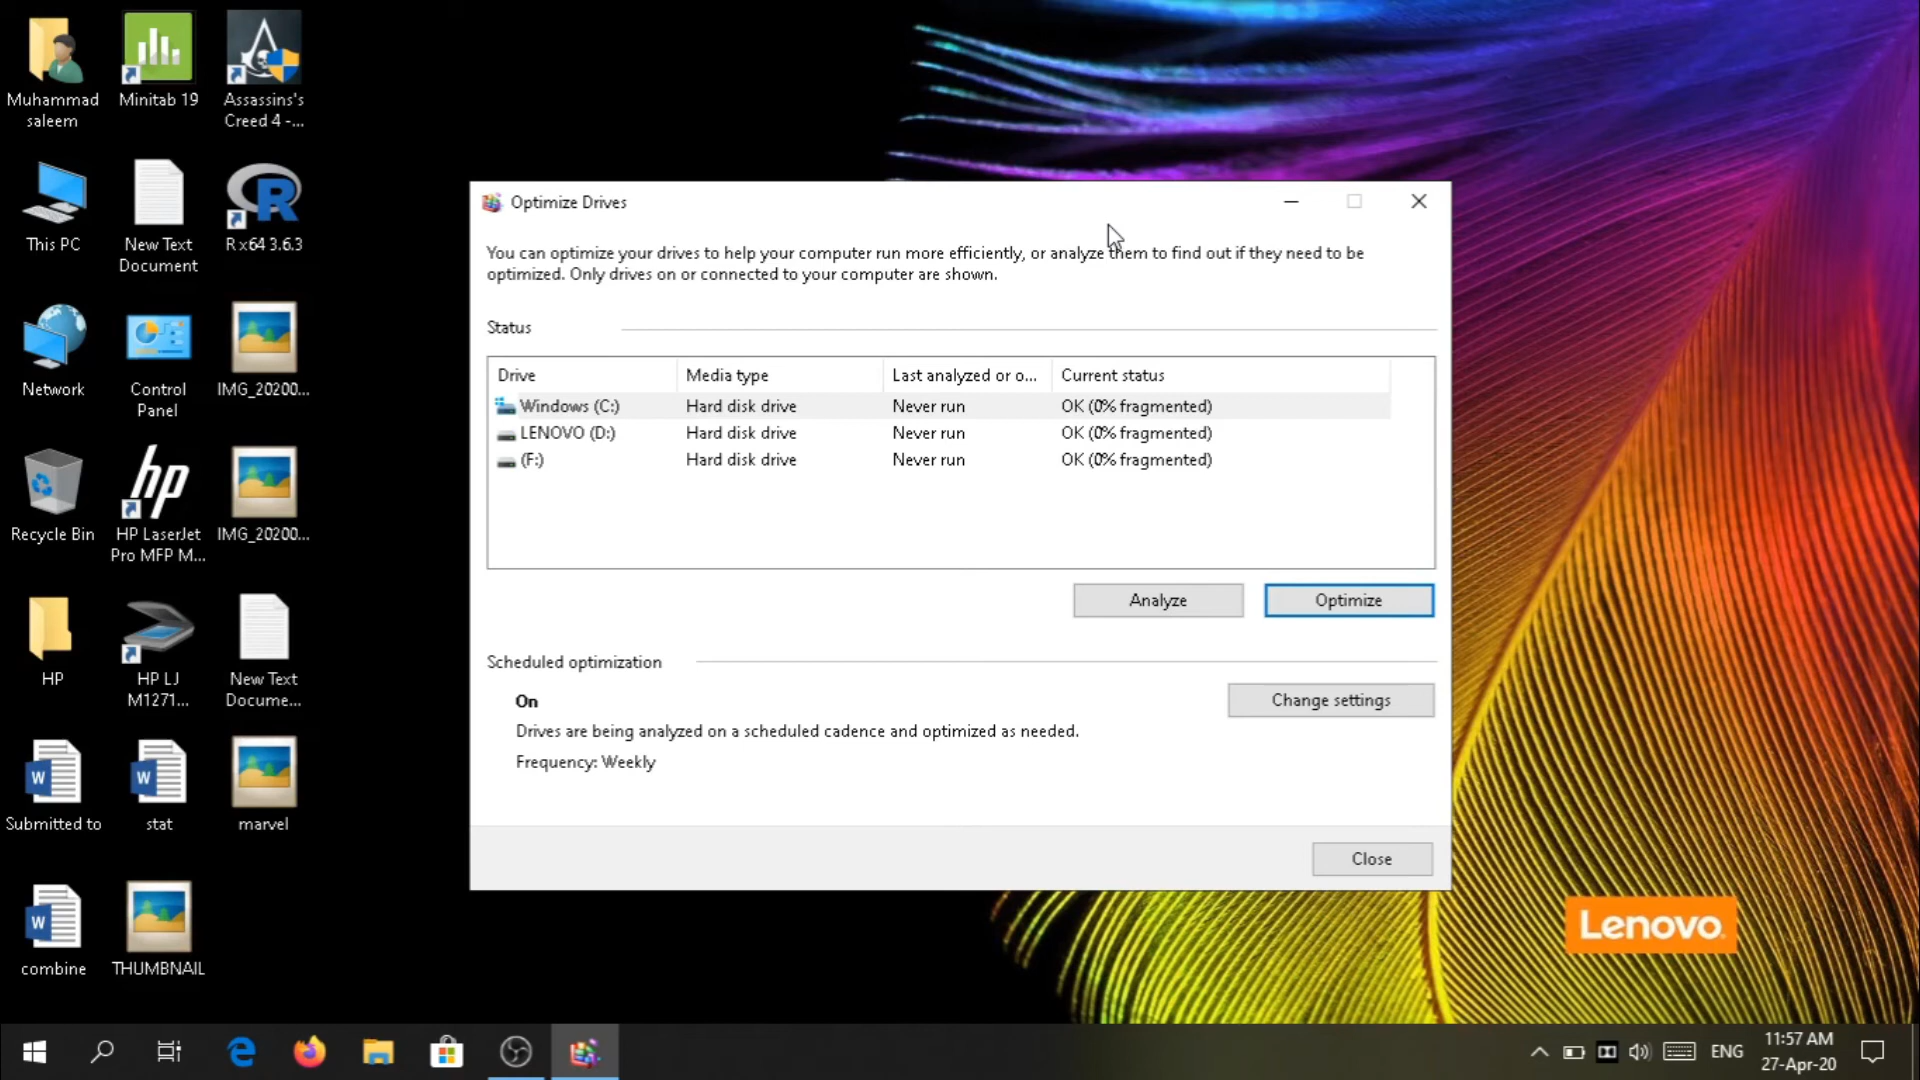 Muhammad
saleem
Minitab 19
Assassins's
Creed 4 -...
This PC
New Text
Document
R x64 3.6.3
Network
Control
Panel
IMG_20200...
Recycle Bin
hp
HP LaserJet
Pro MFP M...
IMG_20200...
HP
HP LJ
M1271...
New Text
Docume...
Submitted to
stat
marvel
combine
THUMBNAIL
Optimize Drives
You can optimize your drives to help your computer run more efficiently, or analyze them to find out if they need to be
optimized. Only drives on or connected to your computer are shown.
Status
Drive Media type Last analyzed or o... Current status
Windows (C:) Hard disk drive Never run OK (0% fragmented)
LENOVO (D:) Hard disk drive Never run OK (0% fragmented)
(F:) Hard disk drive Never run OK (0% fragmented)
Analyze Optimize
Scheduled optimization
On
Change settings
Drives are being analyzed on a scheduled cadence and optimized as needed.
Frequency: Weekly
Close
Lenovo
ENG
11:57 AM
27-Apr-20